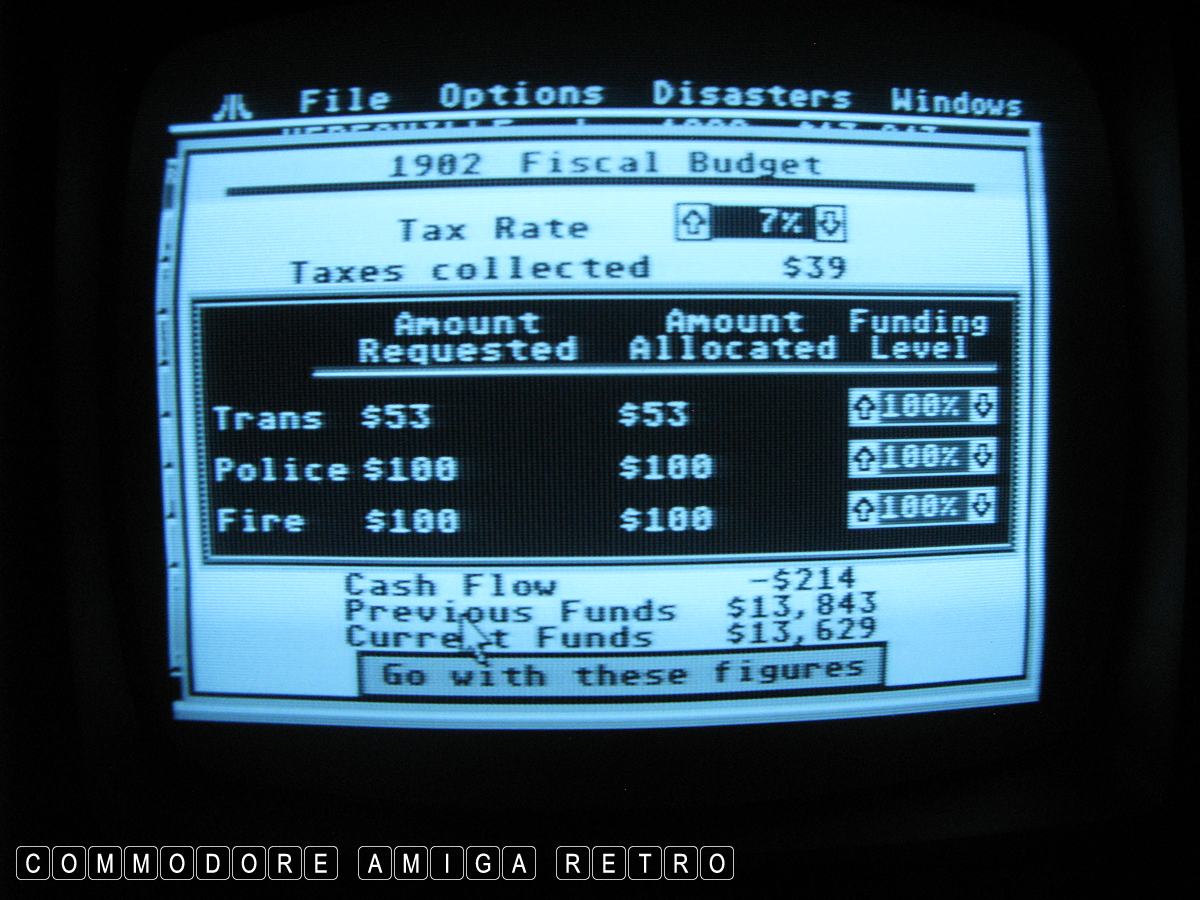 File Options Disasters Windows
1902 Fiscal Budget
Tax Rate 7%
Taxes collected $39
Amount Requested Amount Allocated Funding Level
Trans $53 $53 100%
Police $100 $100 100%
Fire $100 $100 100%
Cash Flow -$214
Previous Funds $13,843
Current Funds $13,629
Go with these figures
COMMODORE AMIGA RETRO